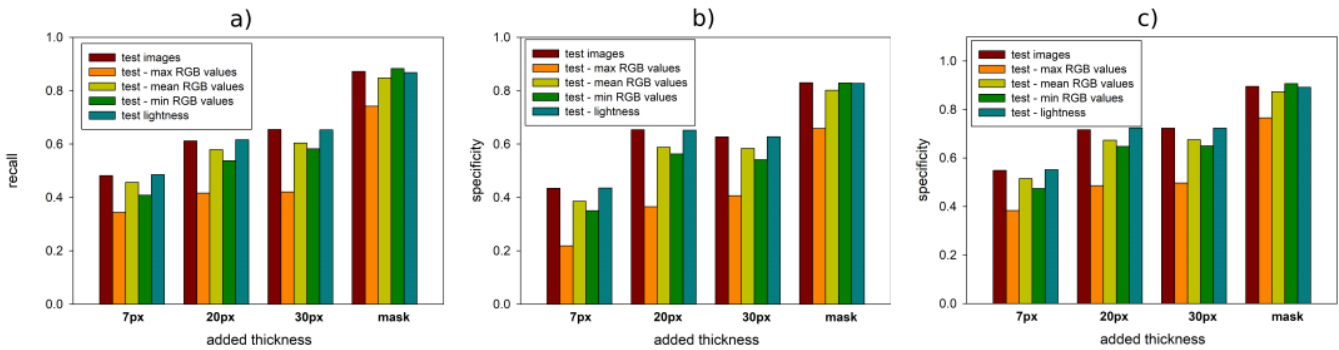 a)
recall
1.0
0.8
0.6
0.4
0.2
0.0
test images
test - max RGB values
test - mean RGB values
test - min RGB values
test lightness
7px 20px 30px mask
added thickness
b)
specificity
1.0
0.8
0.6
0.4
0.2
0.0
test images
test - max RGB values
test - mean RGB values
test - min RGB values
test - lightness
7px 20px 30px mask
added thickness
c)
specificity
1.0
0.8
0.6
0.4
0.2
0.0
test images
test - max RGB values
test - mean RGB values
test - min RGB values
test - lightness
7px 20px 30px mask
added thickness